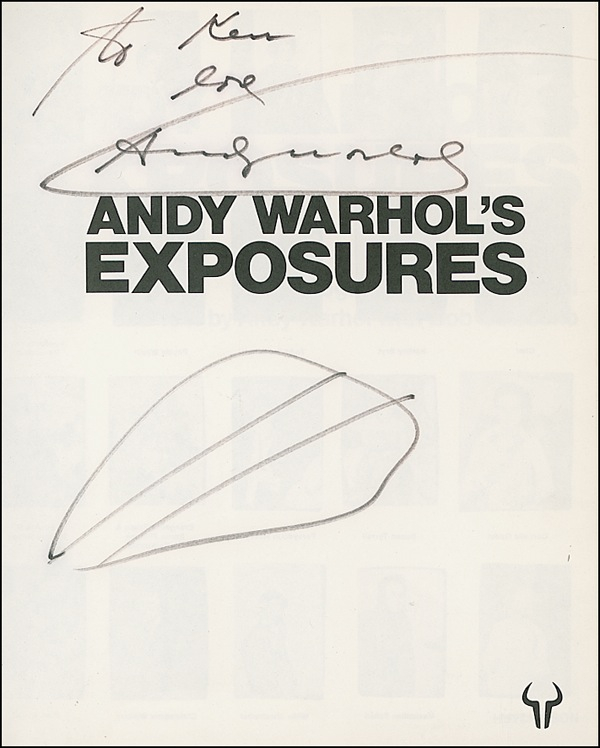 To Ken
love
Andy Warhol
ANDY WARHOL'S
EXPOSURES